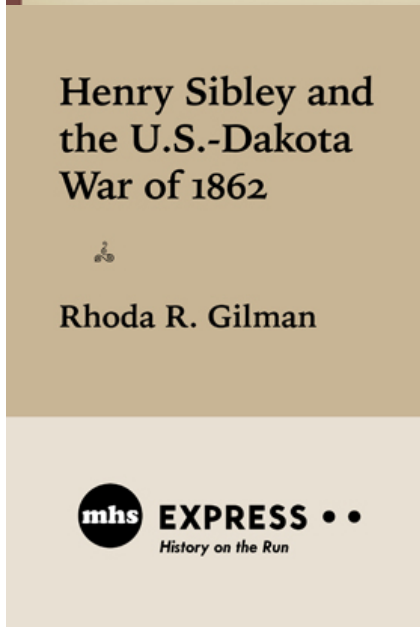 Henry Sibley and
the U.S.-Dakota
War of 1862
Rhoda R. Gilman
mhs EXPRESS • •
History on the Run